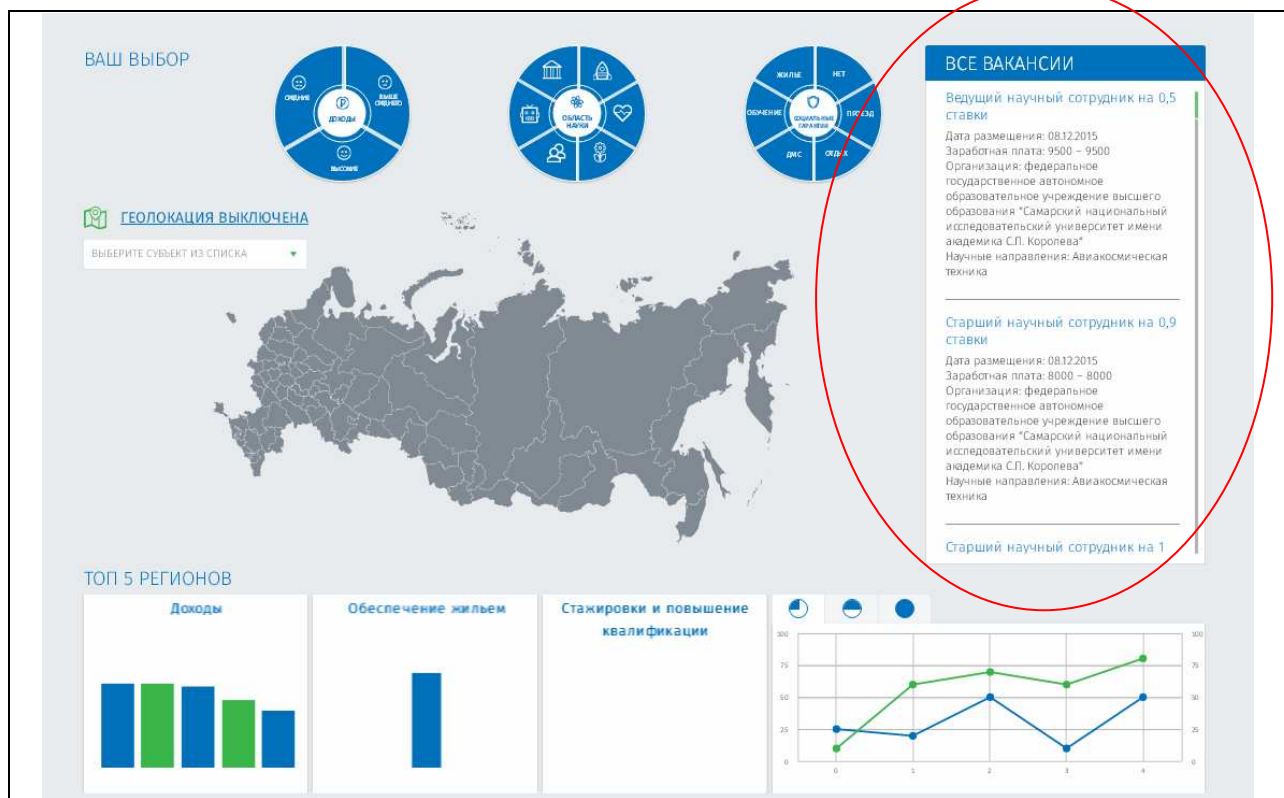 ВАШ ВЫБОР
СРЕДНИЕ
ВЫШЕ
СРЕДНЕГО
ДОХОДЫ
ВЫСОКИЕ
ОБЛАСТЬ
НАУКИ
ЖИЛЬЕ
НЕТ
ОБУЧЕНИЕ
СОЦИАЛЬНЫЕ
ГАРАНТИИ
ПРОЕЗД
ДМС
ОТДЫХ
ВСЕ ВАКАНСИИ
Ведущий научный сотрудник на 0,5
ставки
Дата размещения: 08.12.2015
Заработная плата: 9500 – 9500
Организация: федеральное
государственное автономное
образовательное учреждение высшего
образования "Самарский национальный
исследовательский университет имени
академика С.П. Королева"
Научные направления: Авиакосмическая
техника
Старший научный сотрудник на 0,9
ставки
Дата размещения: 08.12.2015
Заработная плата: 8000 – 8000
Организация: федеральное
государственное автономное
образовательное учреждение высшего
образования "Самарский национальный
исследовательский университет имени
академика С.П. Королева"
Научные направления: Авиакосмическая
техника
Старший научный сотрудник на 1
ГЕОЛОКАЦИЯ ВЫКЛЮЧЕНА
ВЫБЕРИТЕ СУБЪЕКТ ИЗ СПИСКА
ТОП 5 РЕГИОНОВ
Доходы
Обеспечение жильем
Стажировки и повышение
квалификации
100 100
75 75
50 50
25 25
0 0
0 1 2 3 4